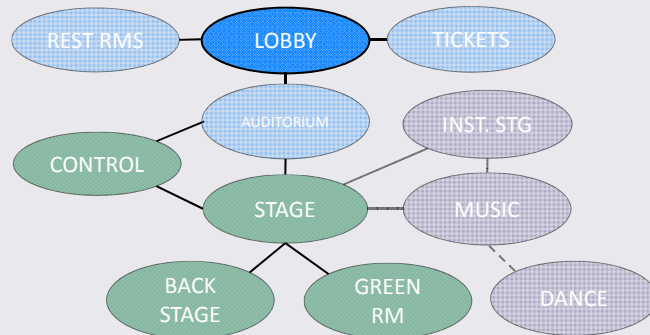 REST RMS
LOBBY
TICKETS
AUDITORIUM
INST. STG
CONTROL
STAGE
MUSIC
BACK
STAGE
GREEN
RM
DANCE